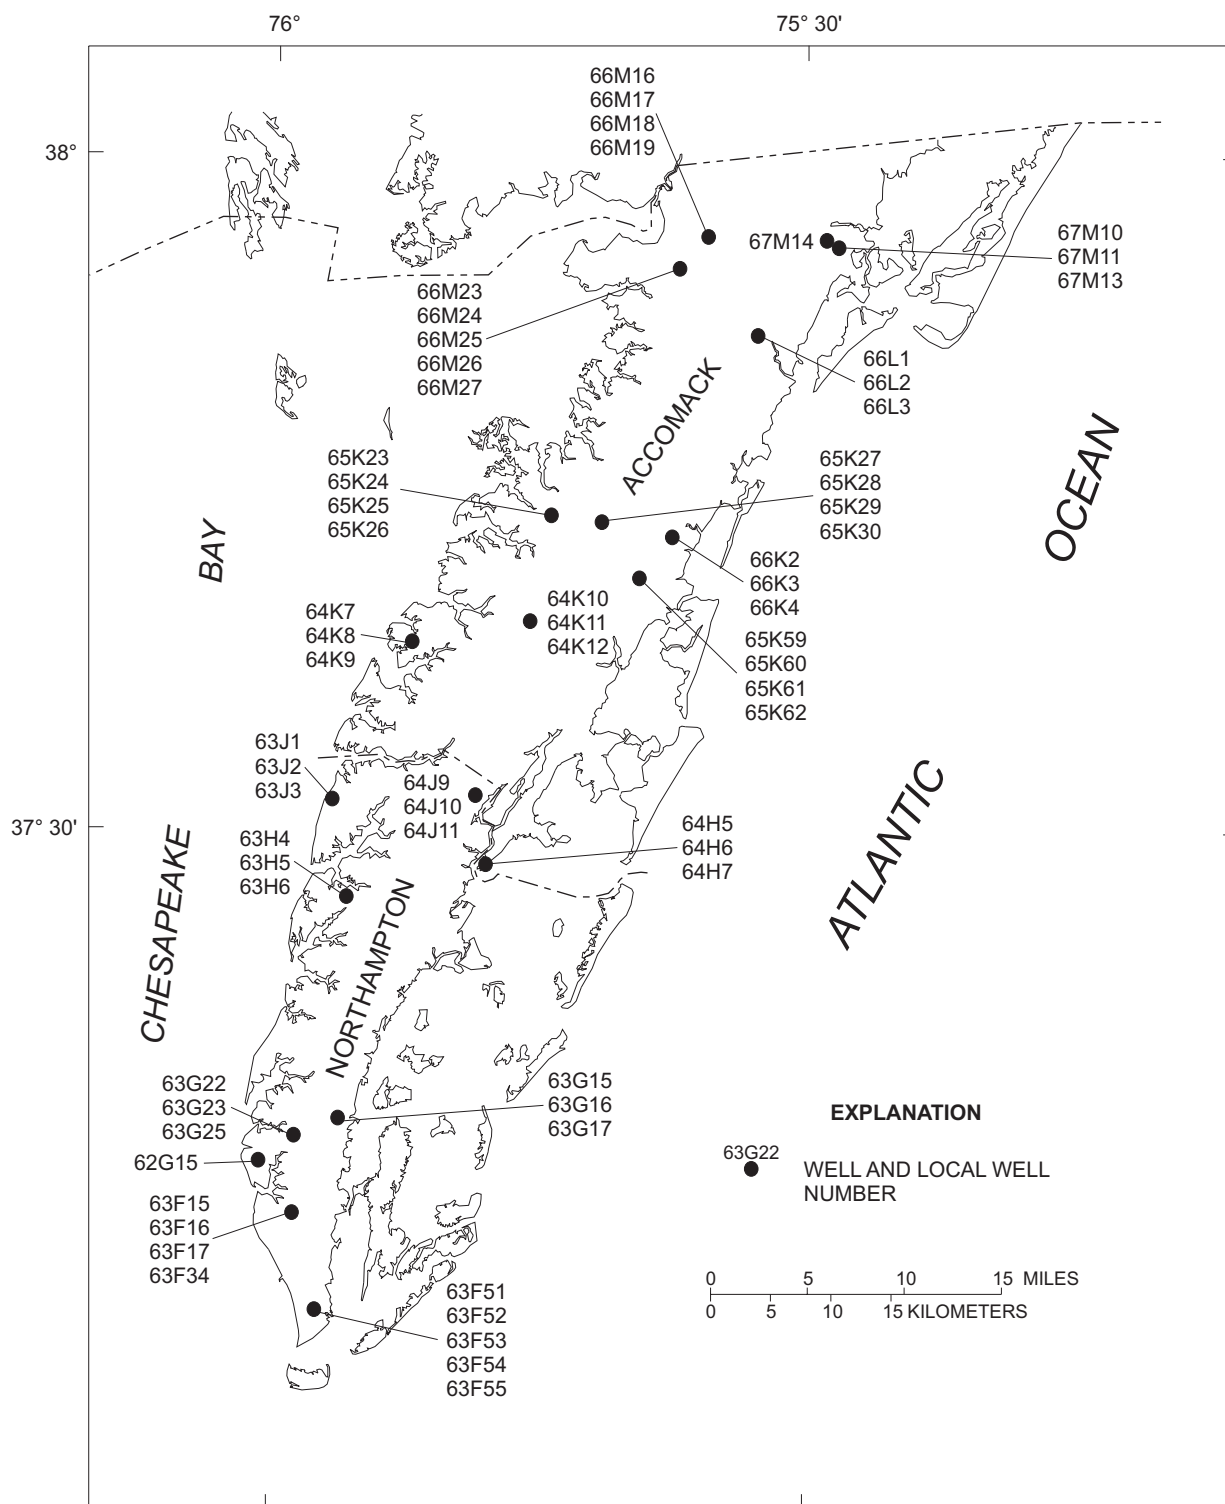 76°
75° 30'
38°
66M16
66M17
66M18
66M19
67M14
67M10
67M11
67M13
66M23
66M24
66M25
66M26
66M27
66L1
66L2
66L3
ACCOMACK
65K23
65K24
65K25
65K26
65K27
65K28
65K29
65K30
OCEAN
BAY
66K2
66K3
66K4
64K7
64K8
64K9
64K10
64K11
64K12
65K59
65K60
65K61
65K62
63J1
63J2
63J3
64J9
64J10
64J11
37° 30'
63H4
63H5
63H6
64H5
64H6
64H7
ATLANTIC
CHESAPEAKE
NORTHAMPTON
63G22
63G23
63G25
63G15
63G16
63G17
62G15
63F15
63F16
63F17
63F34
63F51
63F52
63F53
63F54
63F55
EXPLANATION
63G22
WELL AND LOCAL WELL
NUMBER
0 5 10 15 MILES
0 5 10 15 KILOMETERS